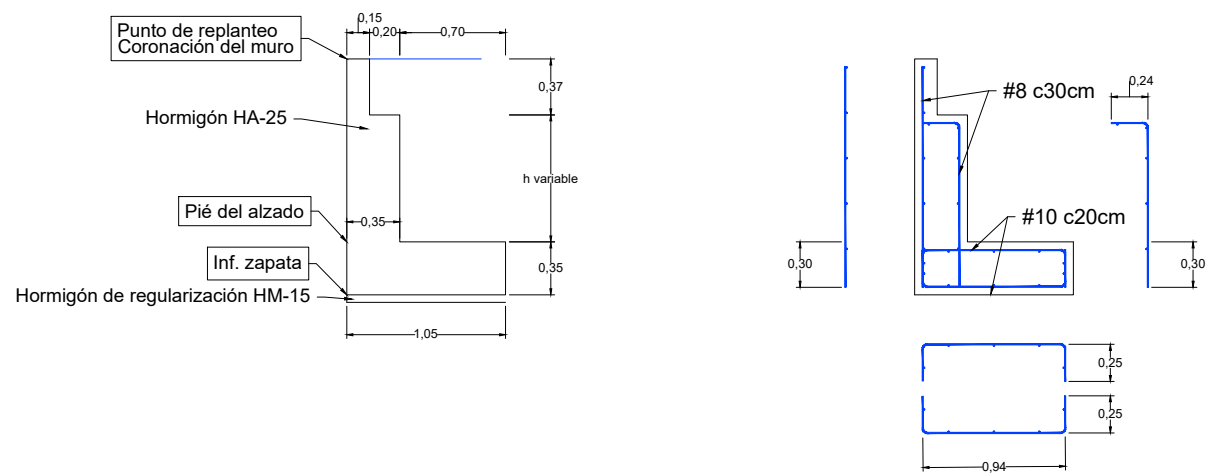 Punto de replanteo
Coronación del muro
0,15
0,20
0,70
0,37
Hormigón HA-25
h variable
Pié del alzado
0,35
Inf. zapata
0,35
Hormigón de regularización HM-15
1,05
#8 c30cm
0,24
#10 c20cm
0,30
0,30
0,25
0,25
0,94